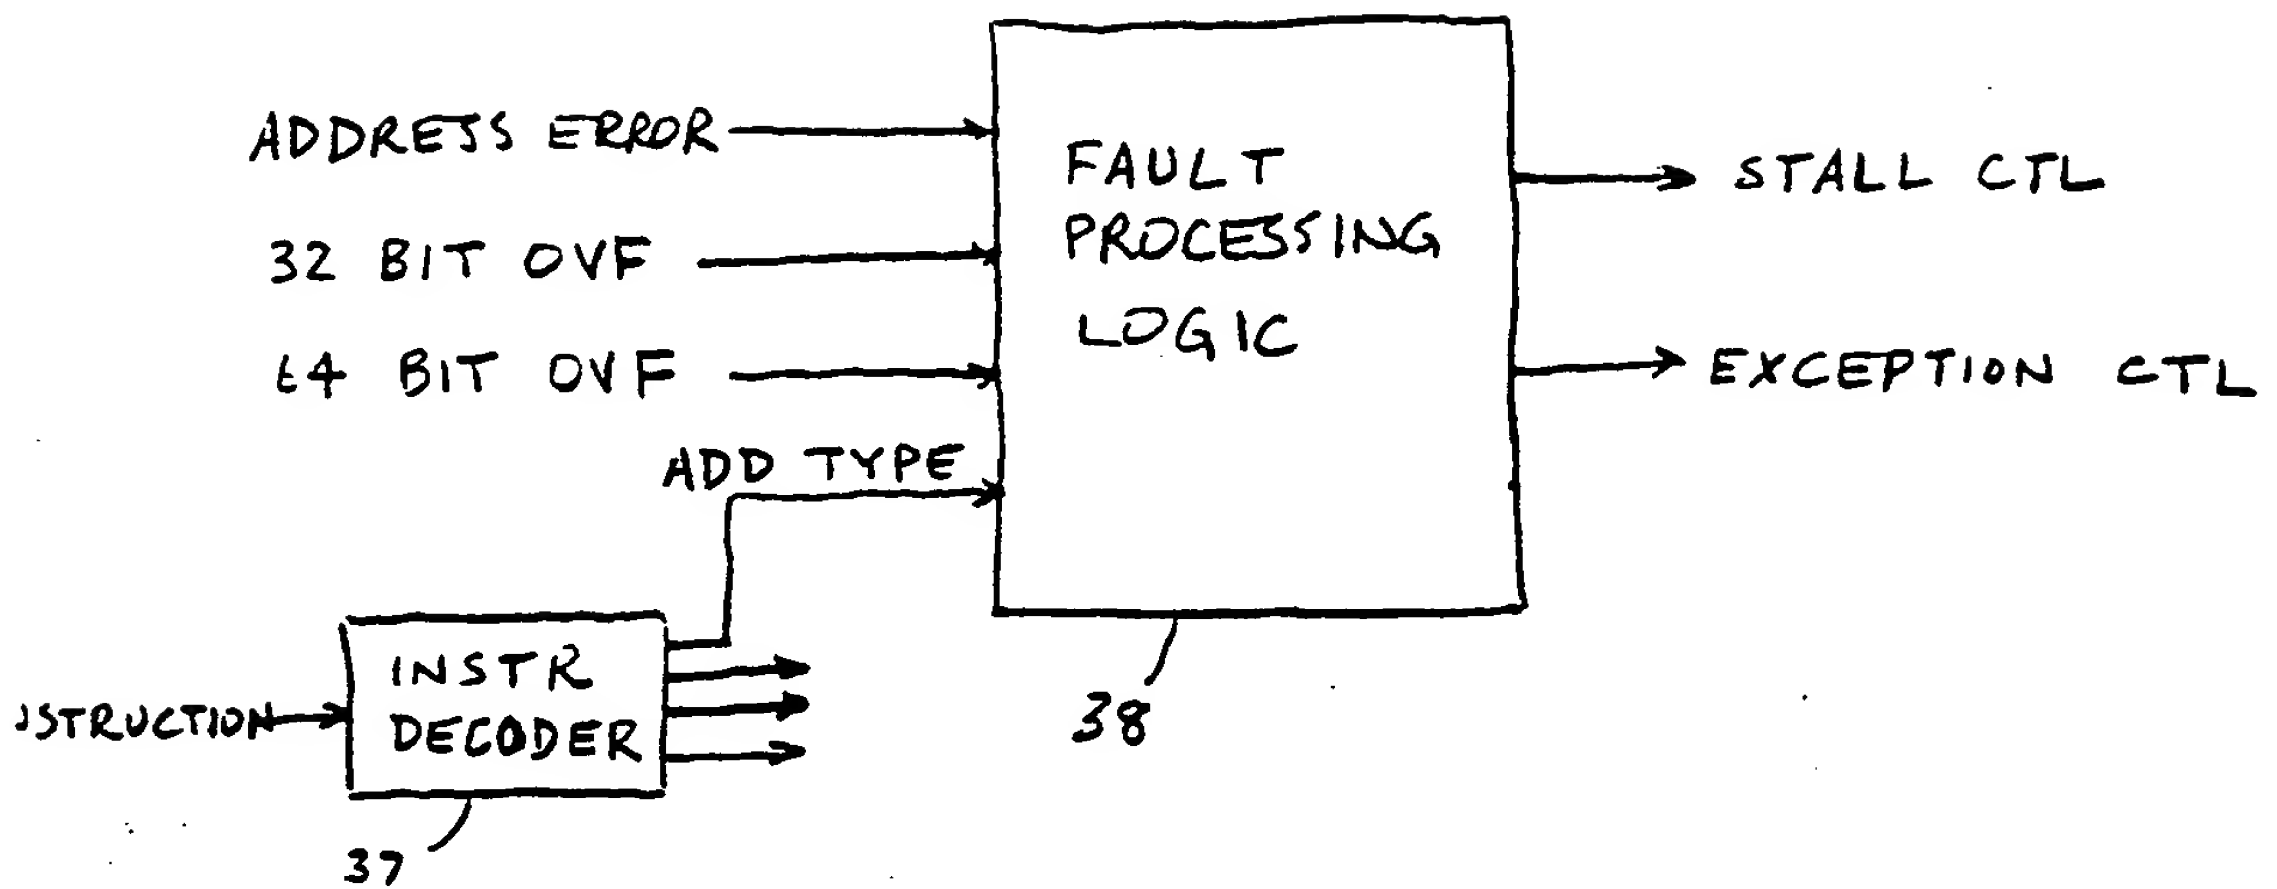 ADDRESS ERROR
32 BIT OVF
64 BIT OVF
ADD TYPE
FAULT
PROCESSING
LOGIC
STALL CTL
EXCEPTION CTL
INSTR
DECODER
37
38